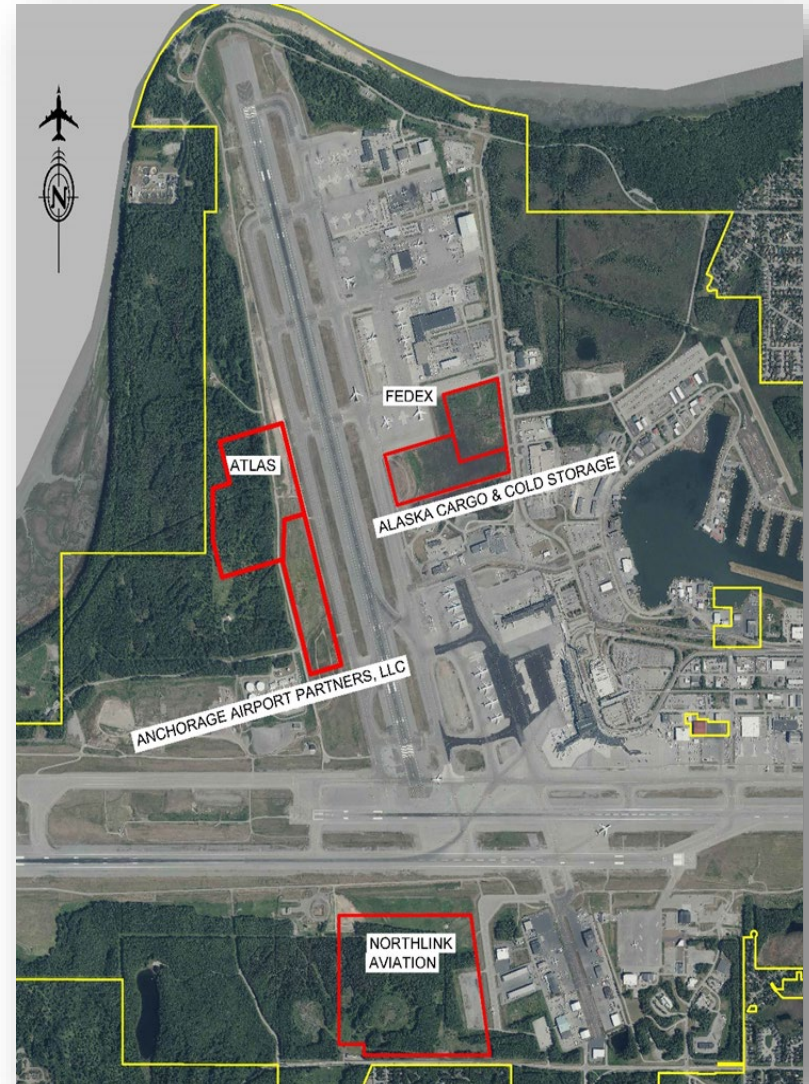 N
FEDEX
ATLAS
ALASKA CARGO & COLD STORAGE
ANCHORAGE AIRPORT PARTNERS, LLC
NORTHLINK
AVIATION